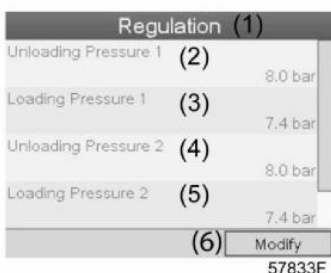 Regulation (1)
Unloading Pressure 1 (2)
8.0 bar
Loading Pressure 1 (3)
7.4 bar
Unloading Pressure 2 (4)
8.0 bar
Loading Pressure 2 (5)
7.4 bar
(6) Modify
57833F